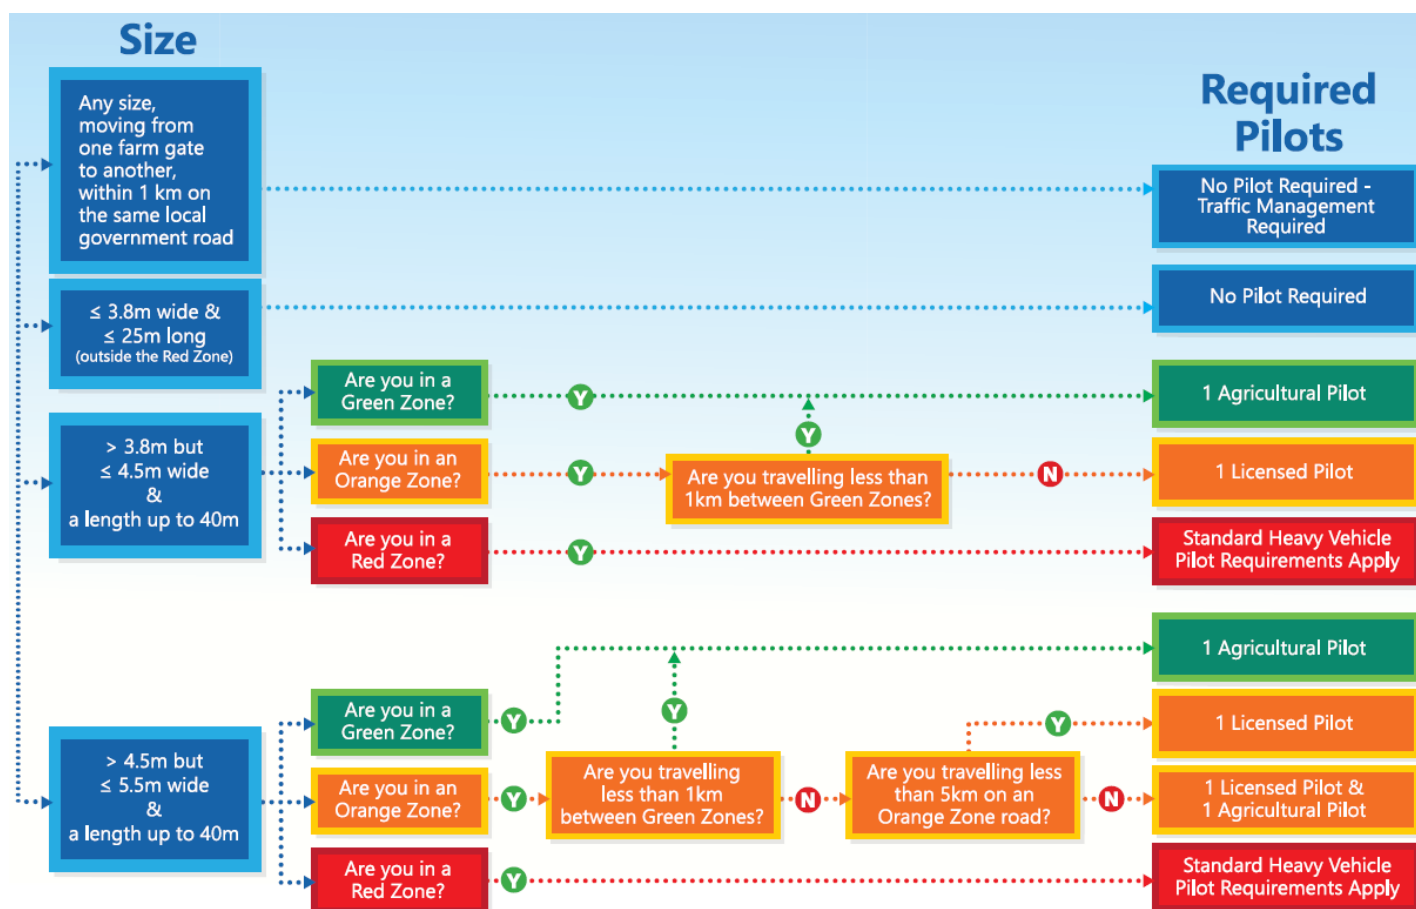 Size
Required
Pilots
Any size,
moving from
one farm gate
to another,
within 1 km on
the same local
government road
No Pilot Required -
Traffic Management
Required
≤ 3.8m wide &
≤ 25m long
(outside the Red Zone)
No Pilot Required
> 3.8m but
≤ 4.5m wide
&
a length up to 40m
Are you in a
Green Zone?
Y
1 Agricultural Pilot
Are you in an
Orange Zone?
Y
Are you travelling less than
1km between Green Zones?
Y
N
1 Licensed Pilot
Are you in a
Red Zone?
Y
Standard Heavy Vehicle
Pilot Requirements Apply
> 4.5m but
≤ 5.5m wide
&
a length up to 40m
Are you in a
Green Zone?
Y
1 Agricultural Pilot
Are you in an
Orange Zone?
Y
Are you travelling
less than 1km
between Green Zones?
Y
N
Are you travelling less
than 5km on an
Orange Zone road?
Y
1 Licensed Pilot
N
1 Licensed Pilot &
1 Agricultural Pilot
Are you in a
Red Zone?
Y
Standard Heavy Vehicle
Pilot Requirements Apply